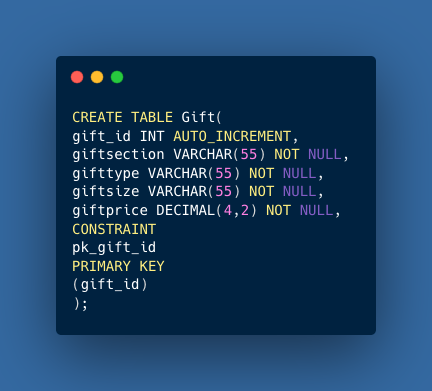 CREATE TABLE Gift(
gift_id INT AUTO_INCREMENT,
giftsection VARCHAR(55) NOT NULL,
gifttype VARCHAR(55) NOT NULL,
giftsize VARCHAR(55) NOT NULL,
giftprice DECIMAL(4,2) NOT NULL,
CONSTRAINT
pk_gift_id
PRIMARY KEY
(gift_id)
);